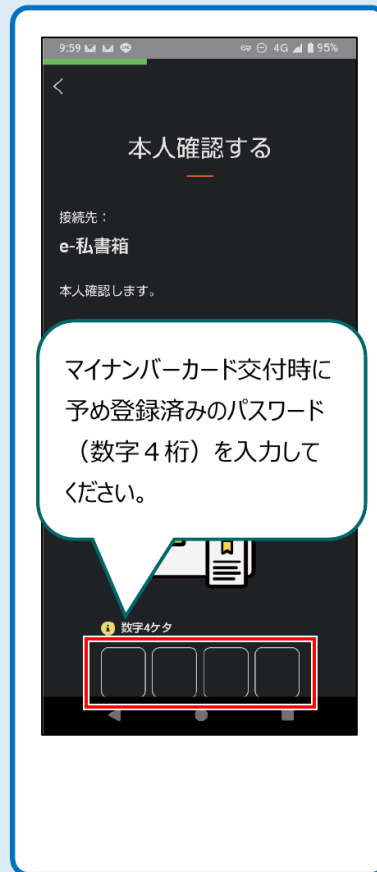 9:59 4G 95%
本人確認する
接続先：
e-私書箱
本人確認します。
マイナンバーカード交付時に
予め登録済みのパスワード
（数字４桁）を入力して
ください。
数字4ケタ